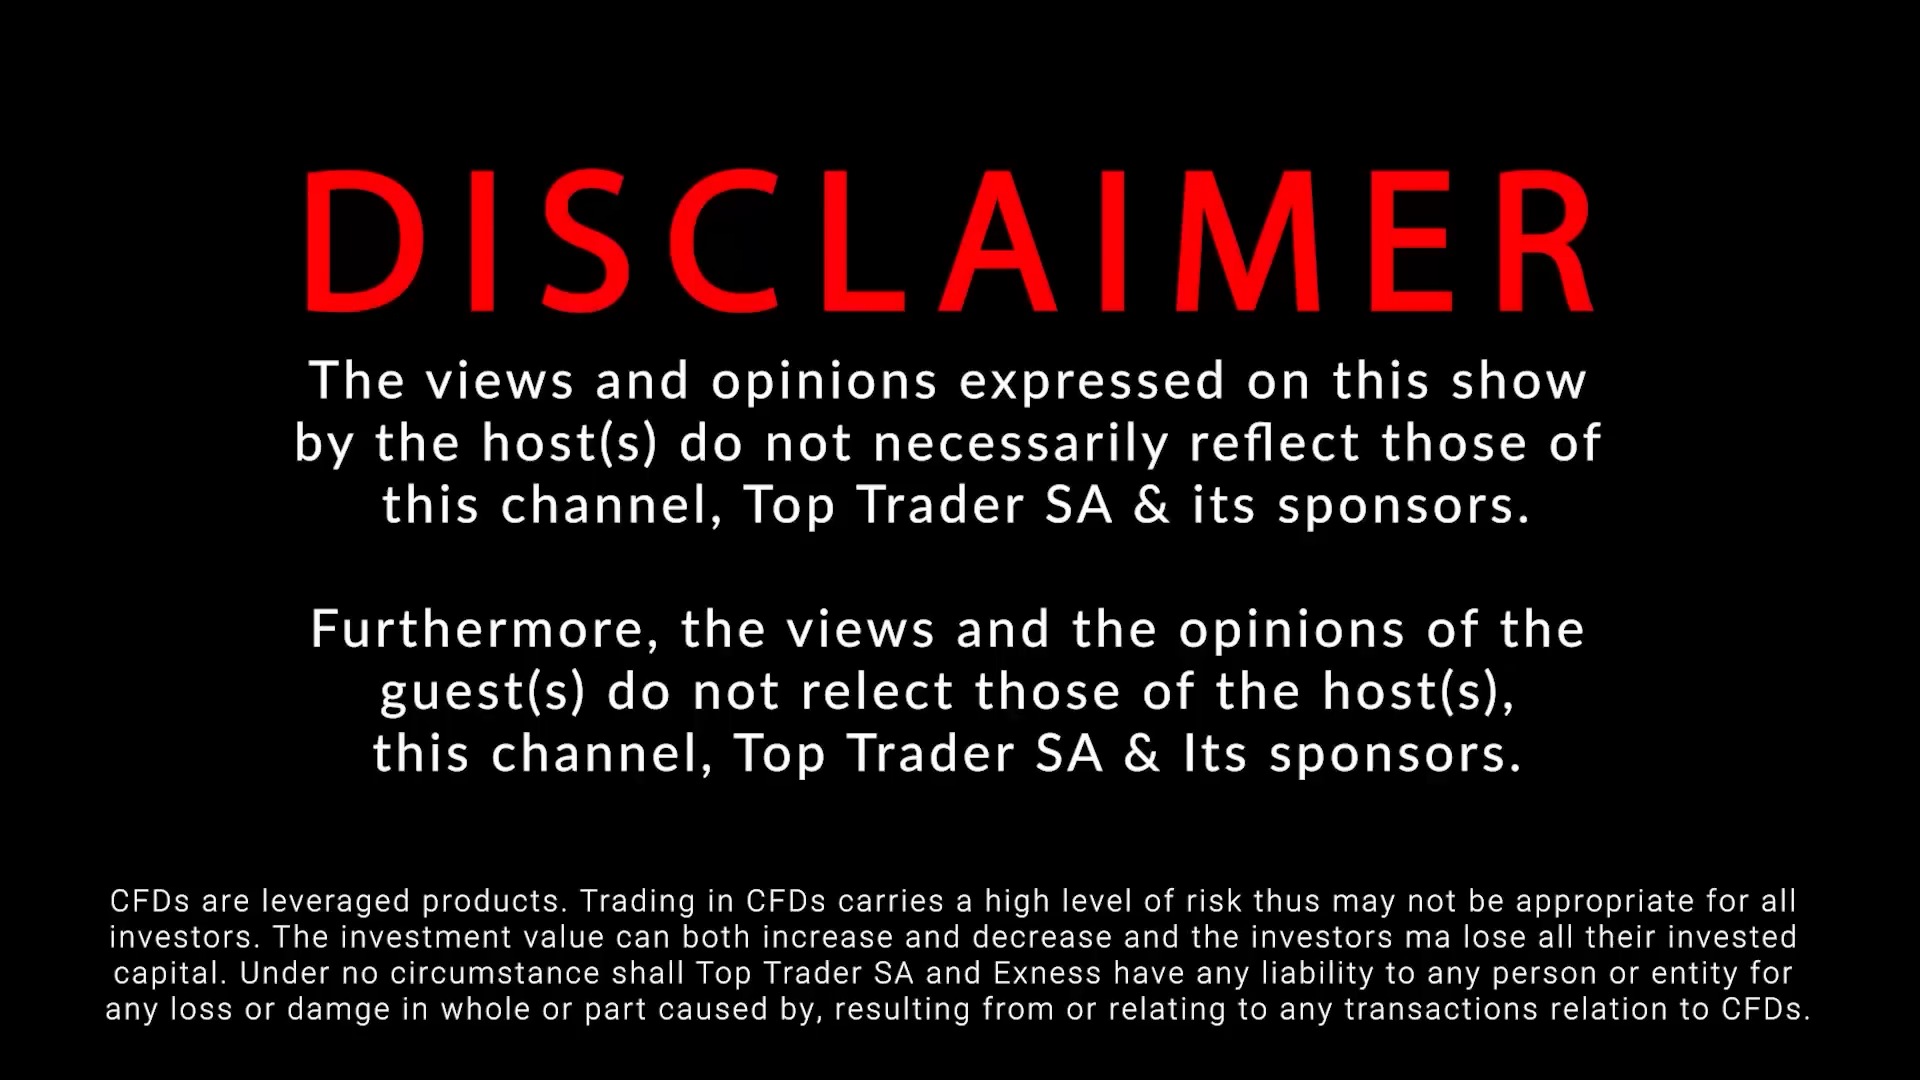 DISCLAIMER
The views and opinions expressed on this show
by the host(s) do not necessarily reflect those of
this channel, Top Trader SA & its sponsors.
Furthermore, the views and the opinions of the
guest(s) do not relect those of the host(s),
this channel, Top Trader SA & Its sponsors.
CFDs are leveraged products. Trading in CFDs carries a high level of risk thus may not be appropriate for all
investors. The investment value can both increase and decrease and the investors ma lose all their invested
capital. Under no circumstance shall Top Trader SA and Exness have any liability to any person or entity for
any loss or damge in whole or part caused by, resulting from or relating to any transactions relation to CFDs.